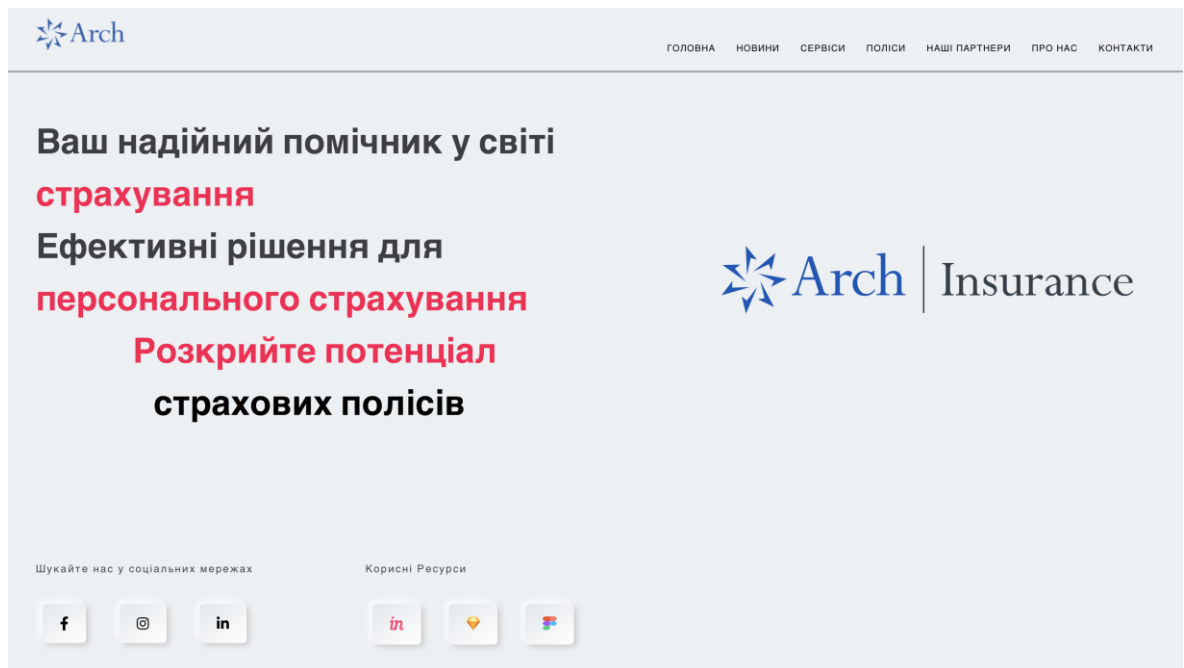 Arch
ГОЛОВНА НОВИНИ СЕРВІСИ ПОЛІСИ НАШІ ПАРТНЕРИ ПРО НАС КОНТАКТИ
Ваш надійний помічник у світі
страхування
Ефективні рішення для
персонального страхування
Розкрийте потенціал
страхових полісів
Arch | Insurance
Шукайте нас у соціальних мережах
Корисні Ресурси
f
in
in